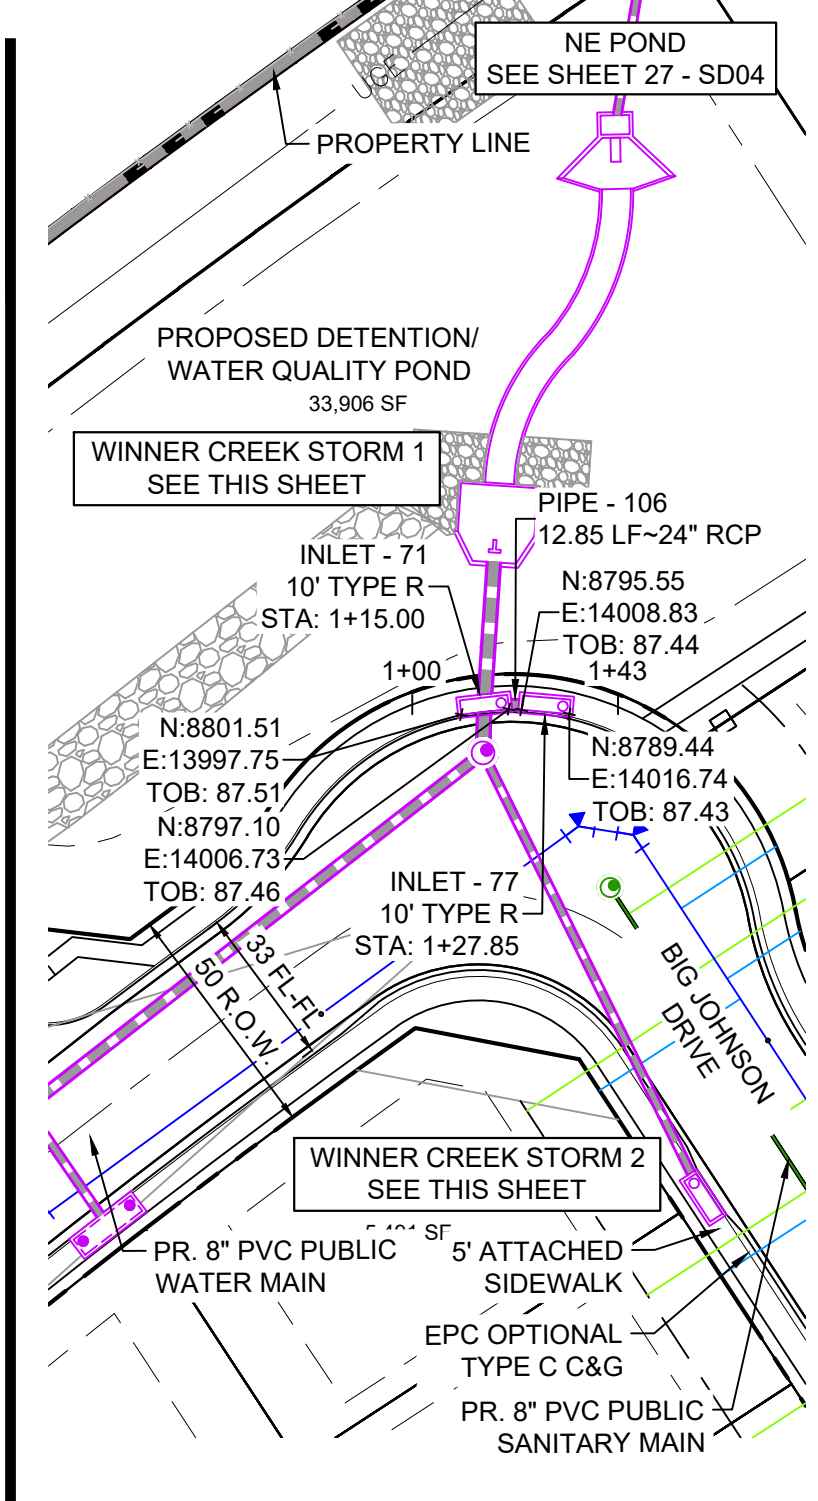 NE POND
SEE SHEET 27 - SD04
UGE
PROPERTY LINE
PROPOSED DETENTION/
WATER QUALITY POND
33,906 SF
WINNER CREEK STORM 1
SEE THIS SHEET
PIPE - 106
12.85 LF~24" RCP
INLET - 71
10' TYPE R
STA: 1+15.00
N:8795.55
E:14008.83
TOB: 87.44
1+00
1+43
N:8801.51
E:13997.75
TOB: 87.51
N:8797.10
E:14006.73
TOB: 87.46
N:8789.44
E:14016.74
TOB: 87.43
INLET - 77
10' TYPE R
STA: 1+27.85
33 FL-FL
50 R.O.W.
BIG JOHNSON
DRIVE
WINNER CREEK STORM 2
SEE THIS SHEET
SF
PR. 8" PVC PUBLIC
WATER MAIN
5' ATTACHED
SIDEWALK
EPC OPTIONAL
TYPE C C&G
PR. 8" PVC PUBLIC
SANITARY MAIN